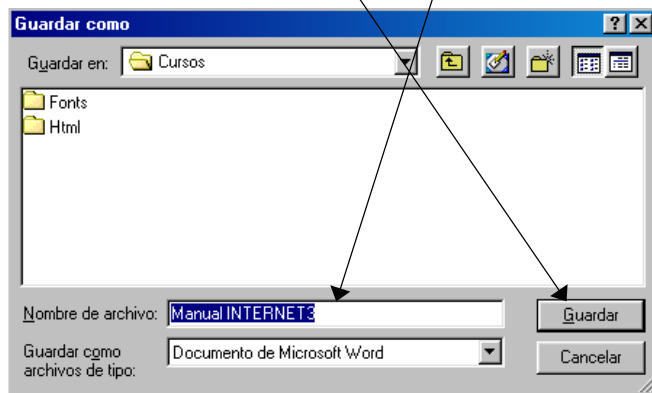 Guardar como
Guardar en: Cursos
Fonts
Html
Nombre de archivo: Manual INTERNET3 Guardar
Guardar como archivos de tipo: Documento de Microsoft Word Cancelar